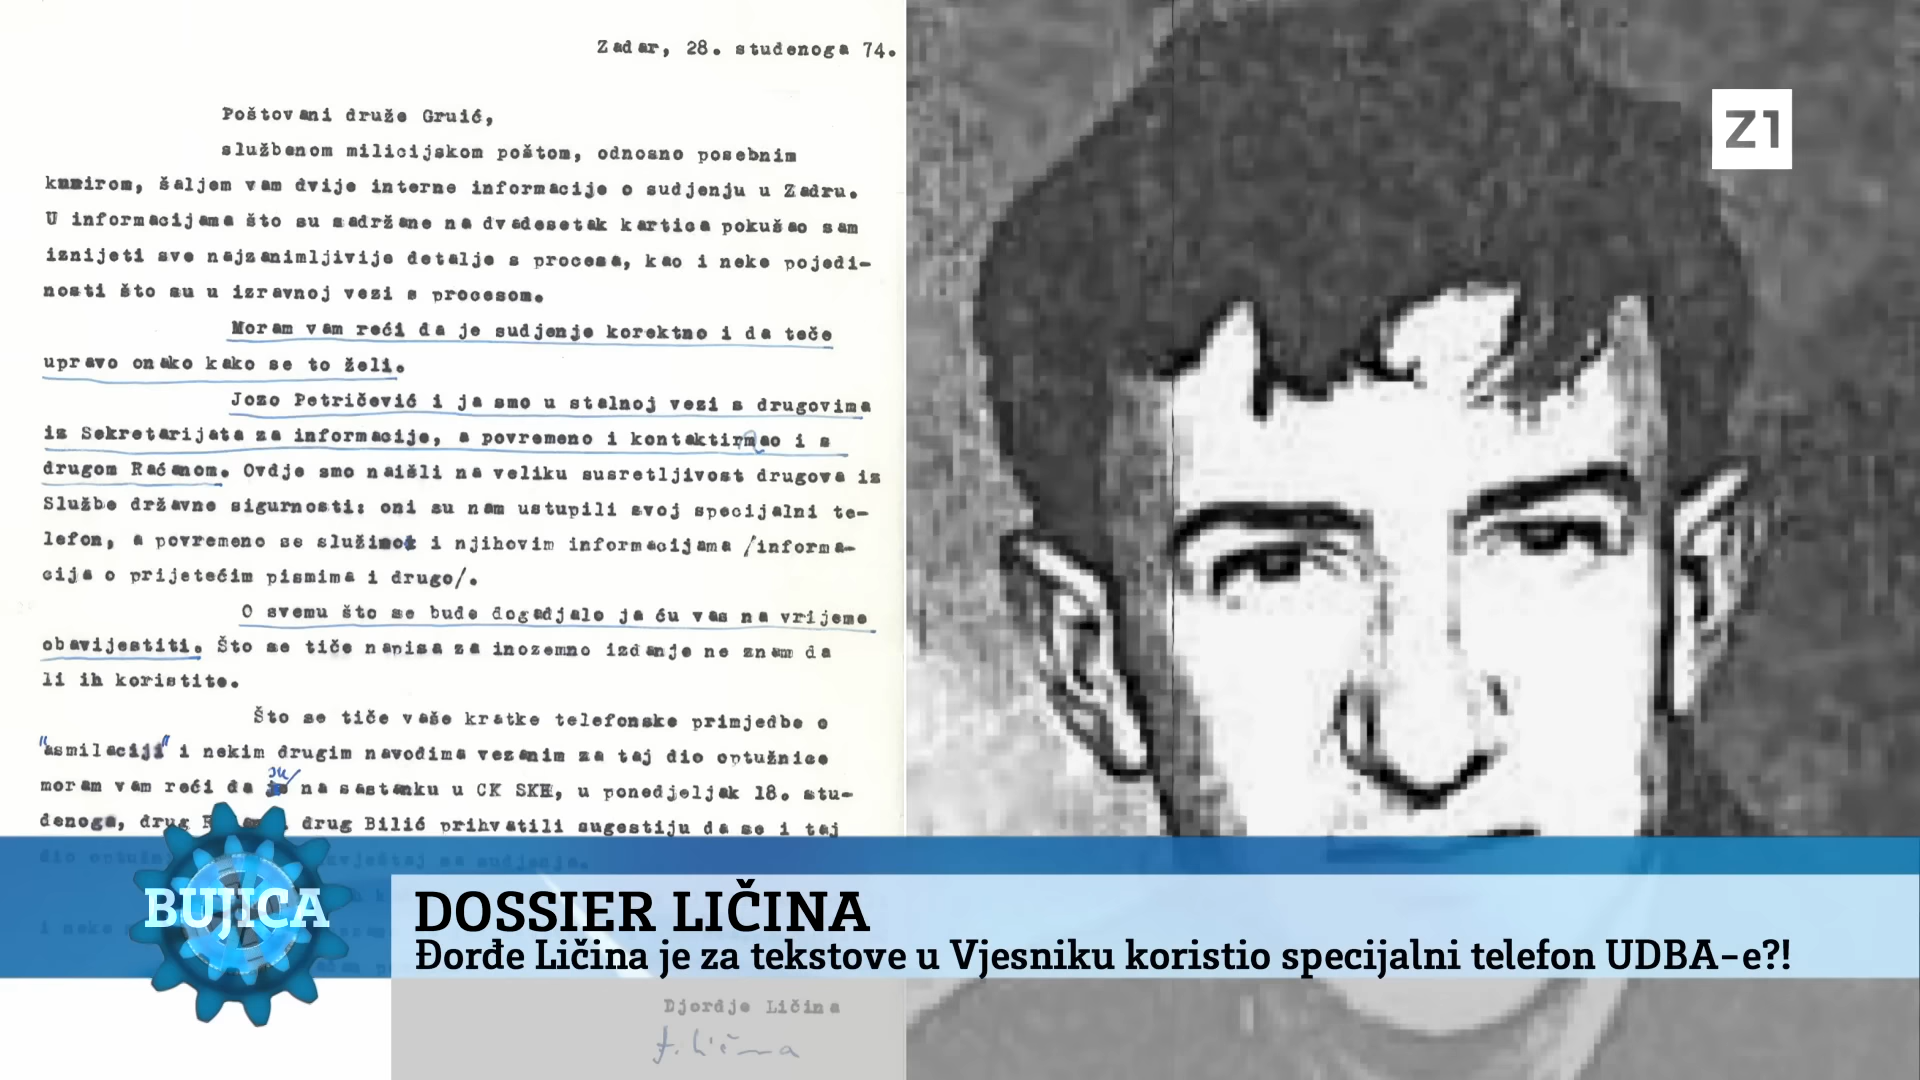 Zadar, 28. studenoga 74.
Poštovani druže Gruić,
službenom milicijskom poštom, odnosno posebnim
kurirom, šaljem vam dvije interne informacije o sudjenju u Zadru.
U informacijama što su sadržane na dvadesetak kartica pokušao sam
iznijeti sve najzanimljivije detalje s procesa, kao i neke pojedi-
nosti što su u izravnoj vezi s procesom.
Moram vam reći da je sudjenje korektno i da teče
upravo onako kako se to želi.
Jozo Petričević i ja smo u stalnoj vezi s drugovima
iz Sekretarijata za informacije, a povremeno i kontaktirmao i s
drugom Raćanom. Ovdje smo naišli na veliku susretljivost drugova iz
Službe državne sigurnosti: oni su nam ustupili svoj specijalni te-
lefon, a povremeno se služimo i njihovim informacijama /informa-
cija o prijetećim pismima i drugo/.
O svemu što se bude dogadjalo ja ću vas na vrijeme
obavijestiti. Što se tiče napisa za inozemno izdanje ne znam da
li ih koristite.
Što se tiče vaše kratke telefonske primjedbe o
"asmilaciji" i nekim drugim navodima vezanim za taj dio optužnice
moram vam reći da su na sastanku u CK SKH, u ponedjeljak 18. stu-
denoga, drug drug Bilić prihvatili sugestiju da se i taj
dio sudjenja.
i neke
BUJICA
DOSSIER LIČINA
Đorđe Ličina je za tekstove u Vjesniku koristio specijalni telefon UDBA-e?!
Djordje Ličina
Z1